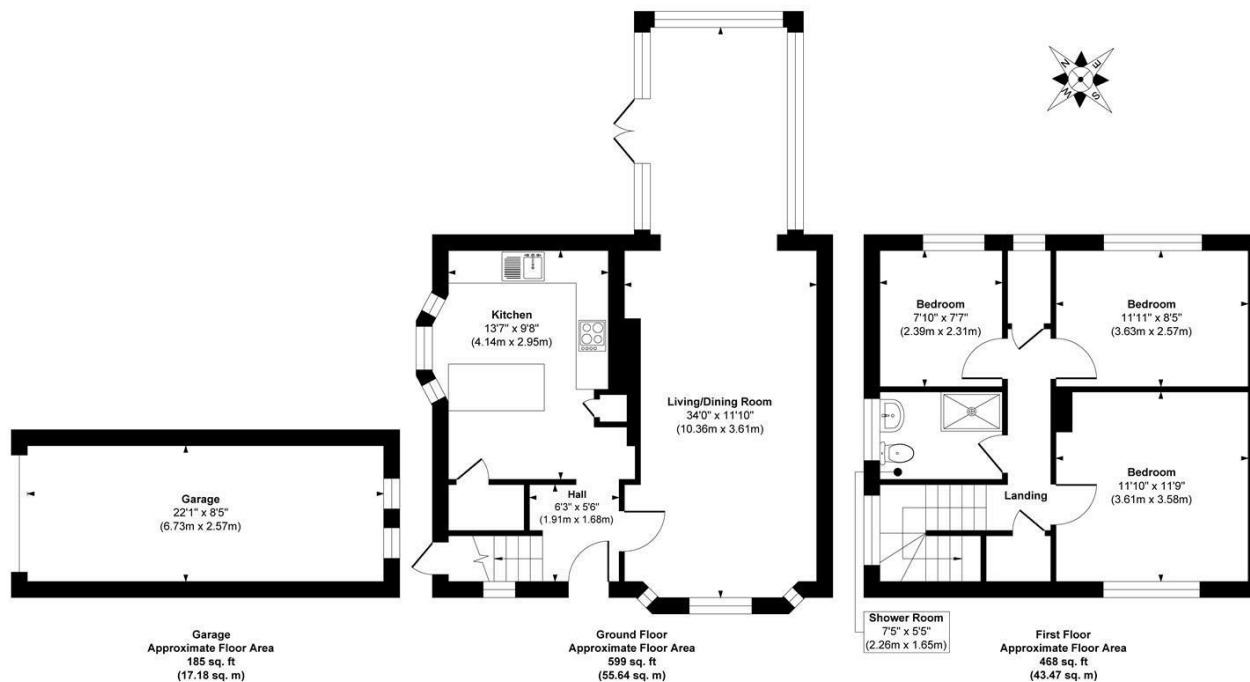 N
E
W
S
Kitchen
13'7" x 9'8"
(4.14m x 2.95m)
Living/Dining Room
34'0" x 11'10"
(10.36m x 3.61m)
Hall
6'3" x 5'6"
(1.91m x 1.68m)
Garage
22'1" x 8'5"
(6.73m x 2.57m)
Bedroom
7'10" x 7'7"
(2.39m x 2.31m)
Bedroom
11'11" x 8'5"
(3.63m x 2.57m)
Bedroom
11'10" x 11'9"
(3.61m x 3.58m)
Landing
Shower Room
7'5" x 5'5"
(2.26m x 1.65m)
Garage
Approximate Floor Area
185 sq. ft
(17.18 sq. m)
Ground Floor
Approximate Floor Area
599 sq. ft
(55.64 sq. m)
First Floor
Approximate Floor Area
468 sq. ft
(43.47 sq. m)